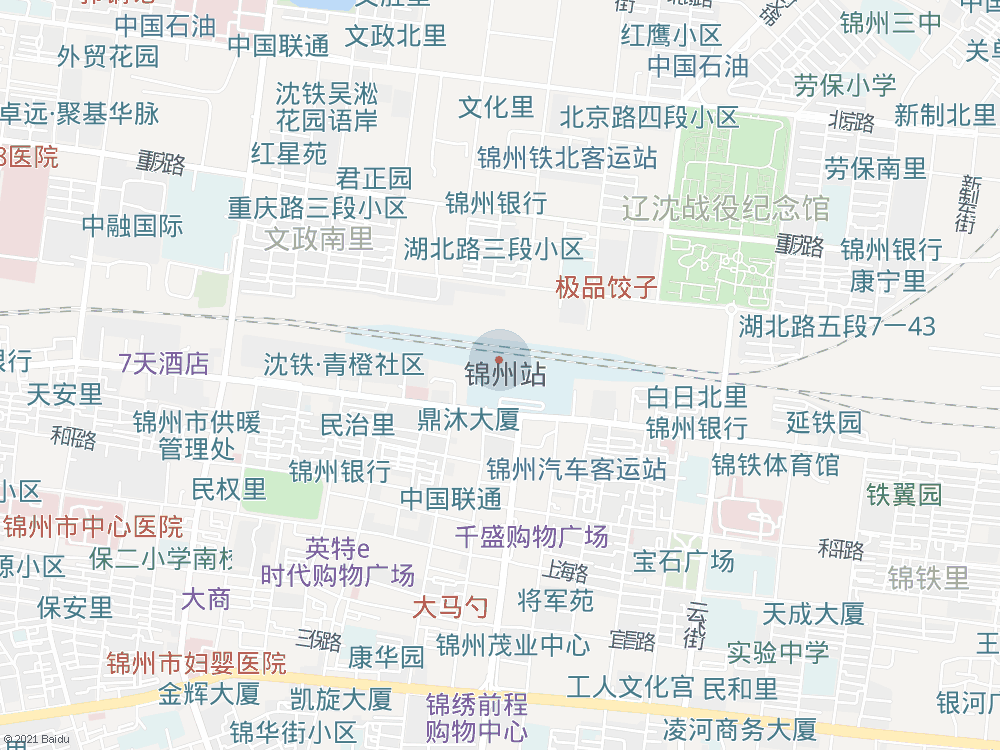 中国石油
文政北里
红鹰小区
锦州三中
中国联通
外贸花园
中国石油
劳保小学
沈铁吴淞
花园语岸
文化里
卓远·聚基华脉
北京路四段小区
北京路
新制北里
红星苑
锦州铁北客运站
重庆路
君正园
劳保南里
锦州银行
辽沈战役纪念馆
重庆路三段小区
中融国际
文政南里
湖北路三段小区
重庆路
锦州银行
康宁里
极品饺子
湖北路五段7一43
7天酒店
沈铁·青橙社区
锦州站
天安里
白日北里
锦州市供暖
管理处
民治里
鼎沐大厦
锦州银行
延铁园
锦州银行
锦州汽车客运站
锦铁体育馆
民权里
中国联通
铁翼园
锦州市中心医院
千盛购物广场
英特e
时代购物广场
宝石广场
上海路
锦铁里
保安里
大商
大马勺
将军苑
天成大厦
云飞街
锦州茂业中心
实验中学
康华园
锦州市妇婴医院
金辉大厦
凯旋大厦
工人文化宫
民和里
锦绣前程
购物中心
锦华街小区
凌河商务大厦
© 2021 Baidu